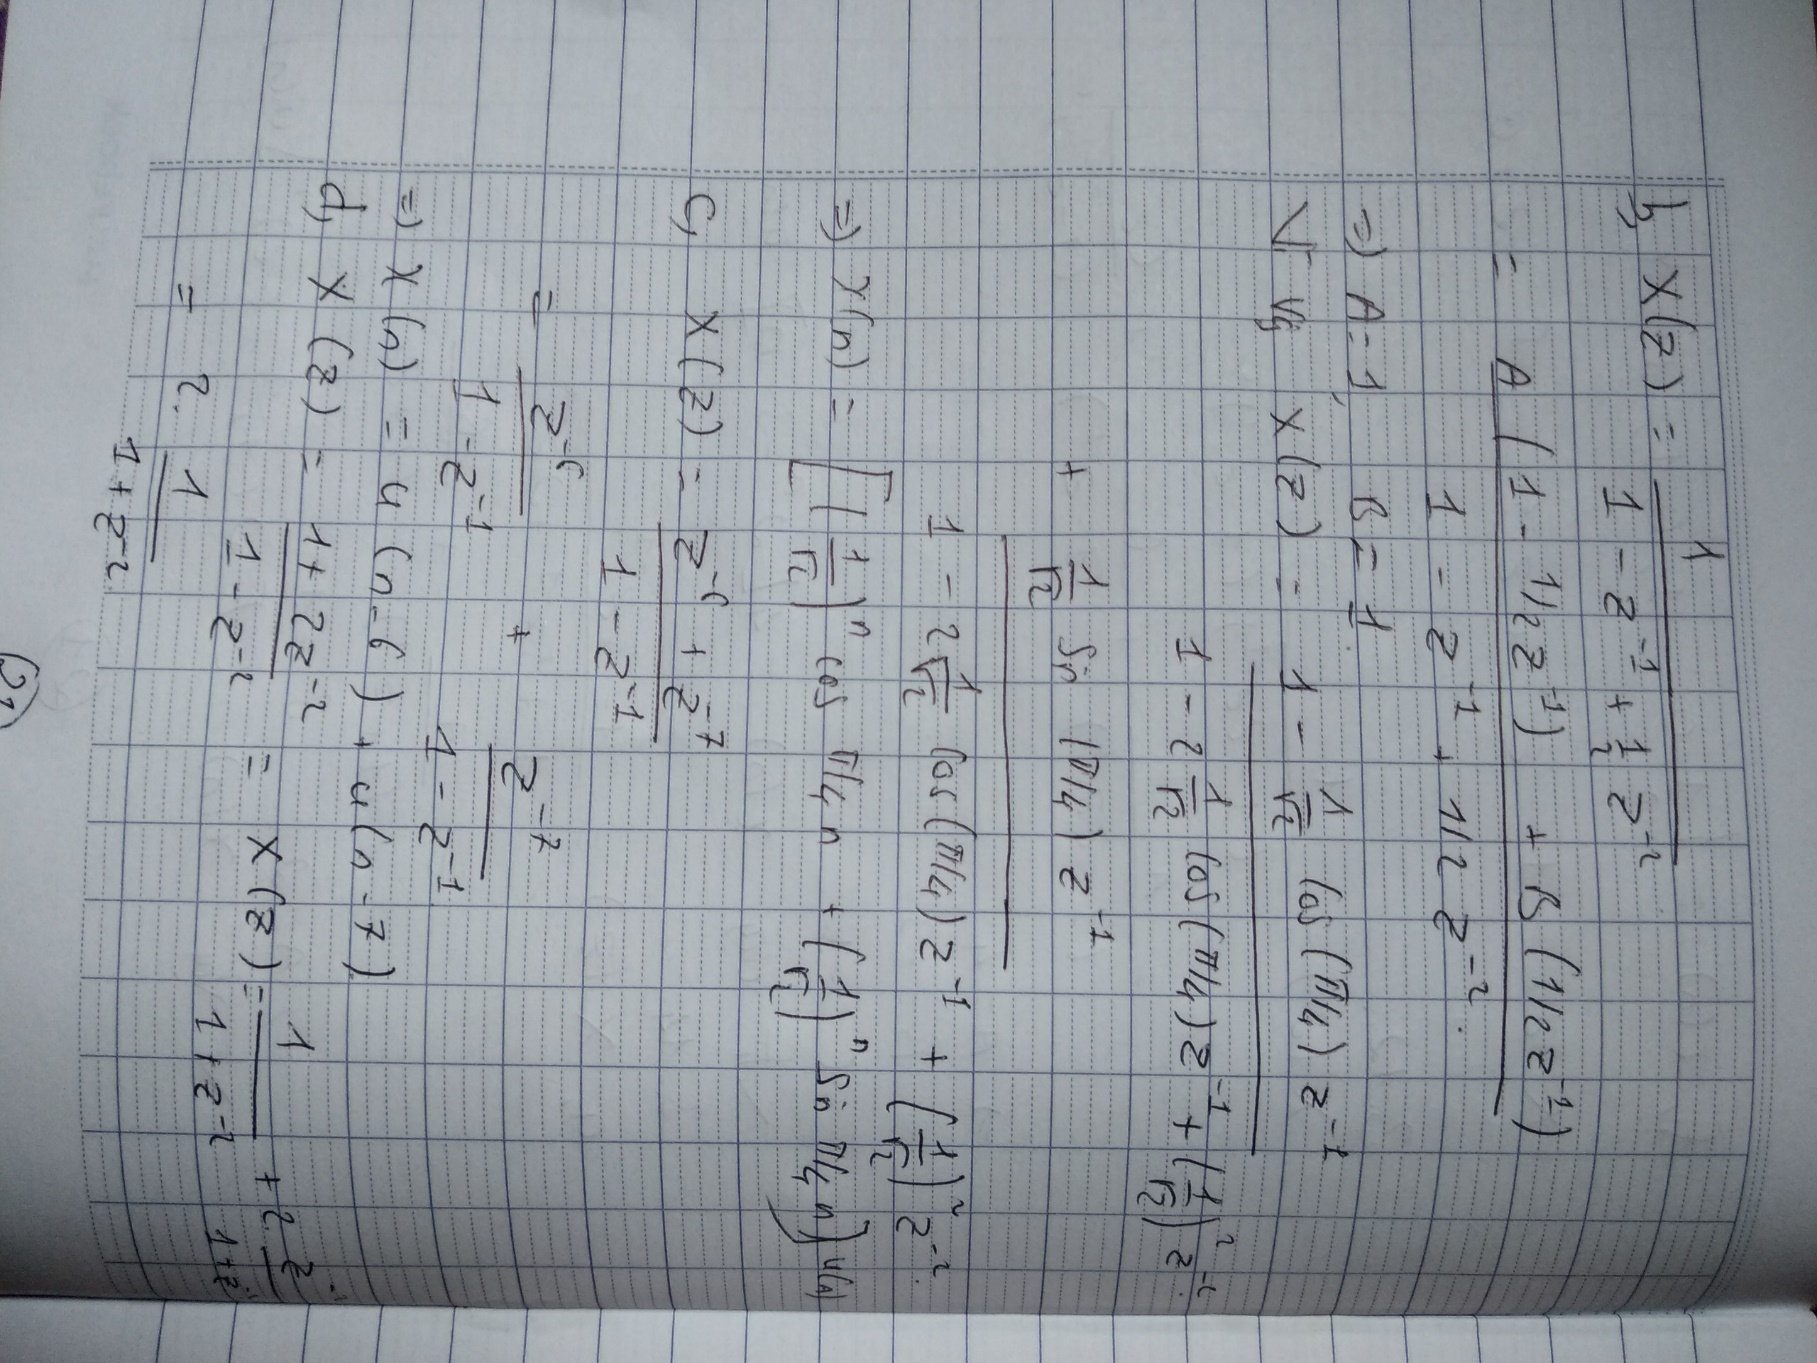 b, X(z) = 1 / (1 - z⁻¹ + 1/2 z⁻²)
= A(1 - 1/2 z⁻¹) + B(1/2 z⁻¹) / (1 - z⁻¹ + 1/2 z⁻²).
=) A = 1, B = 1
Vậy X(z) = (1 - 1/√2 cos(π/4) z⁻¹) / (1 - 2 1/√2 cos(π/4) z⁻¹ + (1/√2)² z⁻²)
+ (1/√2 sin(π/4) z⁻¹) / (1 - 2 1/√2 cos(π/4) z⁻¹ + (1/√2)² z⁻²)
=) x(n) = [(1/√2)ⁿ cos π/4 n + (1/√2)ⁿ sin π/4 n] u(n)
c, X(z) = (z⁻⁶ + z⁻⁷) / (1 - z⁻¹)
= z⁻⁶ / (1 - z⁻¹) + z⁻⁷ / (1 - z⁻¹)
=) X(n) = u(n-6) + u(n-7)
d, X(z) = (1 + 2z⁻²) / (1 - z⁻²) = X(z) = 1 / (1 + z⁻²) + 2 z⁻¹ / (1 + z⁻¹)
= 2. 1 / (1 + z⁻²)